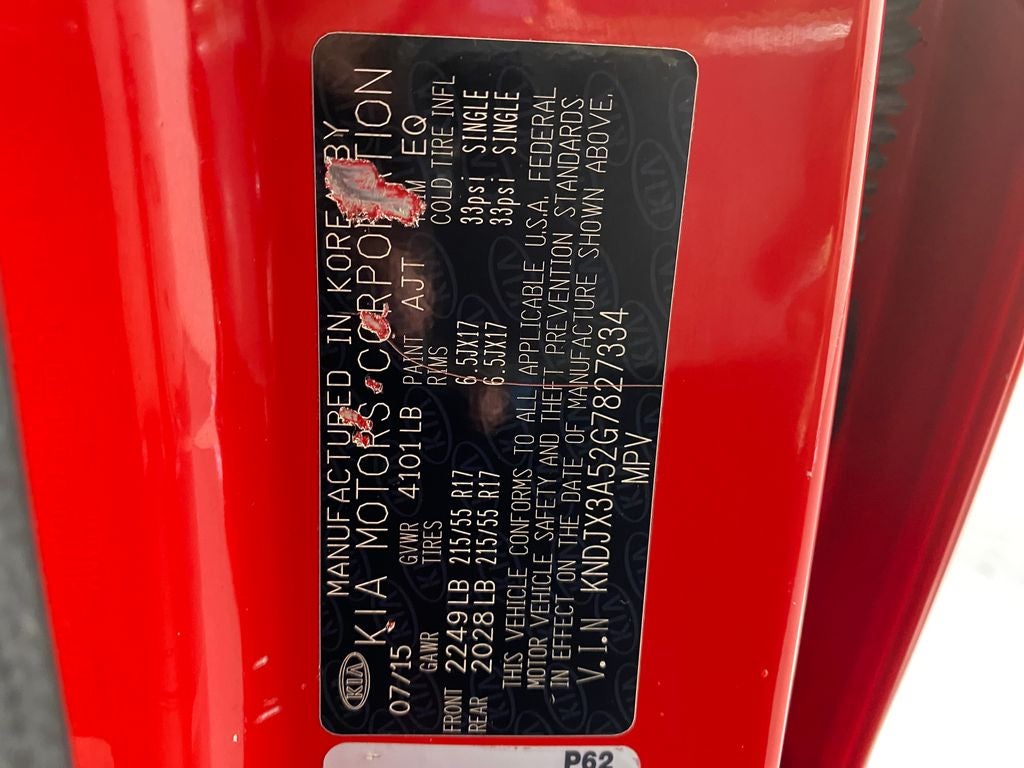 KIA
MANUFACTURED IN KOREA BY
KIA MOTORS CORPORATION
07/15 GVWR 4101LB PAINT AJT EQ
GAWR TIRES RIMS COLD TIRE INFL
FRONT 2249LB 215/55 R17 6.5JX17 33psi SINGLE
REAR 2028LB 215/55 R17 6.5JX17 33psi SINGLE
THIS VEHICLE CONFORMS TO ALL APPLICABLE U.S.A. FEDERAL
MOTOR VEHICLE SAFETY AND THEFT PREVENTION STANDARDS
IN EFFECT ON THE DATE OF MANUFACTURE SHOWN ABOVE.
V.I.N KNDJX3A52G7827334
MPV
P62